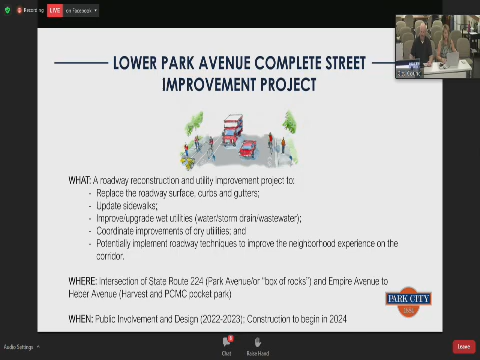 Recording
LIVE
on Facebook
LOWER PARK AVENUE COMPLETE STREET
IMPROVEMENT PROJECT
WHAT: A roadway reconstruction and utility improvement project to:
- Replace the roadway surface, curbs and gutters;
- Update sidewalks;
- Improve/upgrade wet utilities (water/storm drain/wastewater);
- Coordinate improvements of dry utilities; and
- Potentially implement roadway techniques to improve the neighborhood experience on the
corridor.
WHERE: Intersection of State Route 224 (Park Avenue/or "box of rocks") and Empire Avenue to
Heber Avenue (Harvest and PCMC pocket park)
WHEN: Public Involvement and Design (2022-2023); Construction to begin in 2024
PARK CITY
Audio Settings
Chat
Raise Hand
Leave